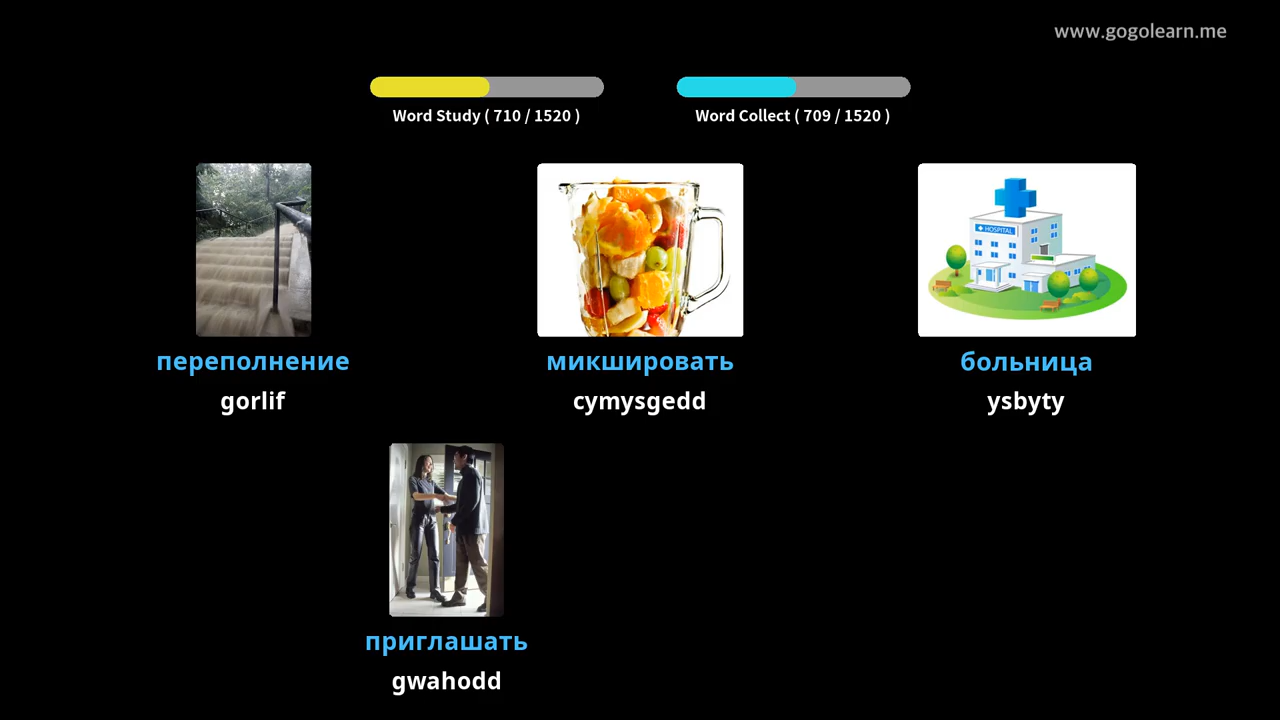 www.gogolearn.me
Word Study ( 710 / 1520 )
Word Collect ( 709 / 1520 )
HOSPITAL
переполнение
микшировать
больница
gorlif
cymysgedd
ysbyty
приглашать
gwahodd